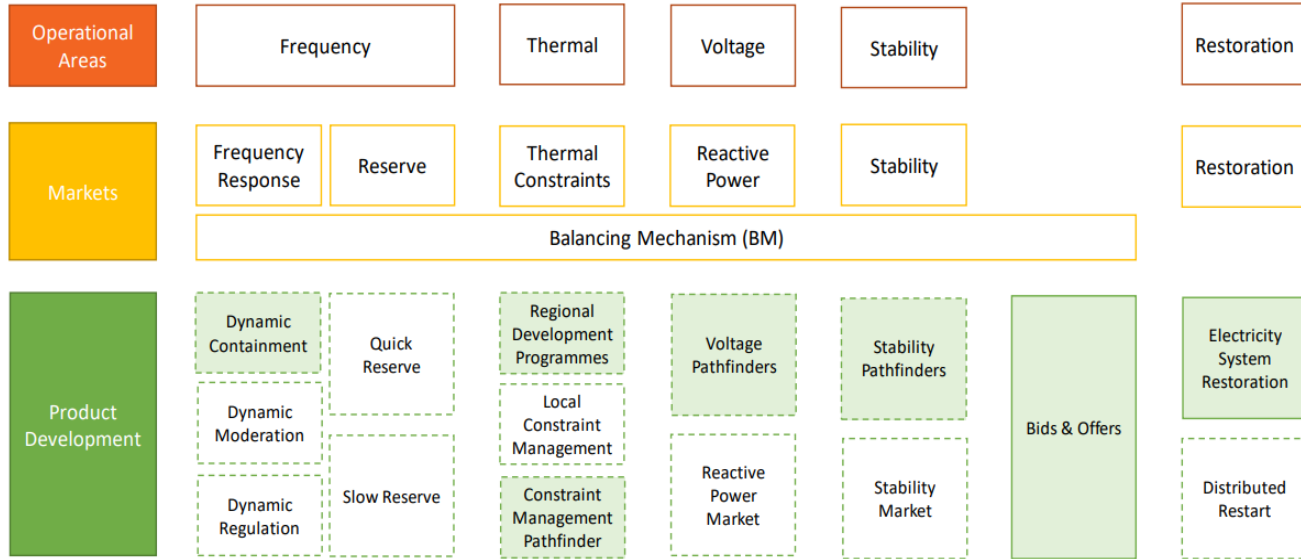 Operational
Areas
Frequency
Thermal
Voltage
Stability
Restoration
Markets
Frequency
Response
Reserve
Thermal
Constraints
Reactive
Power
Stability
Restoration
Balancing Mechanism (BM)
Product
Development
Dynamic
Containment
Dynamic
Moderation
Dynamic
Regulation
Quick
Reserve
Slow Reserve
Regional
Development
Programmes
Local
Constraint
Management
Constraint
Management
Pathfinder
Voltage
Pathfinders
Reactive
Power
Market
Stability
Pathfinders
Stability
Market
Bids & Offers
Electricity
System
Restoration
Distributed
Restart